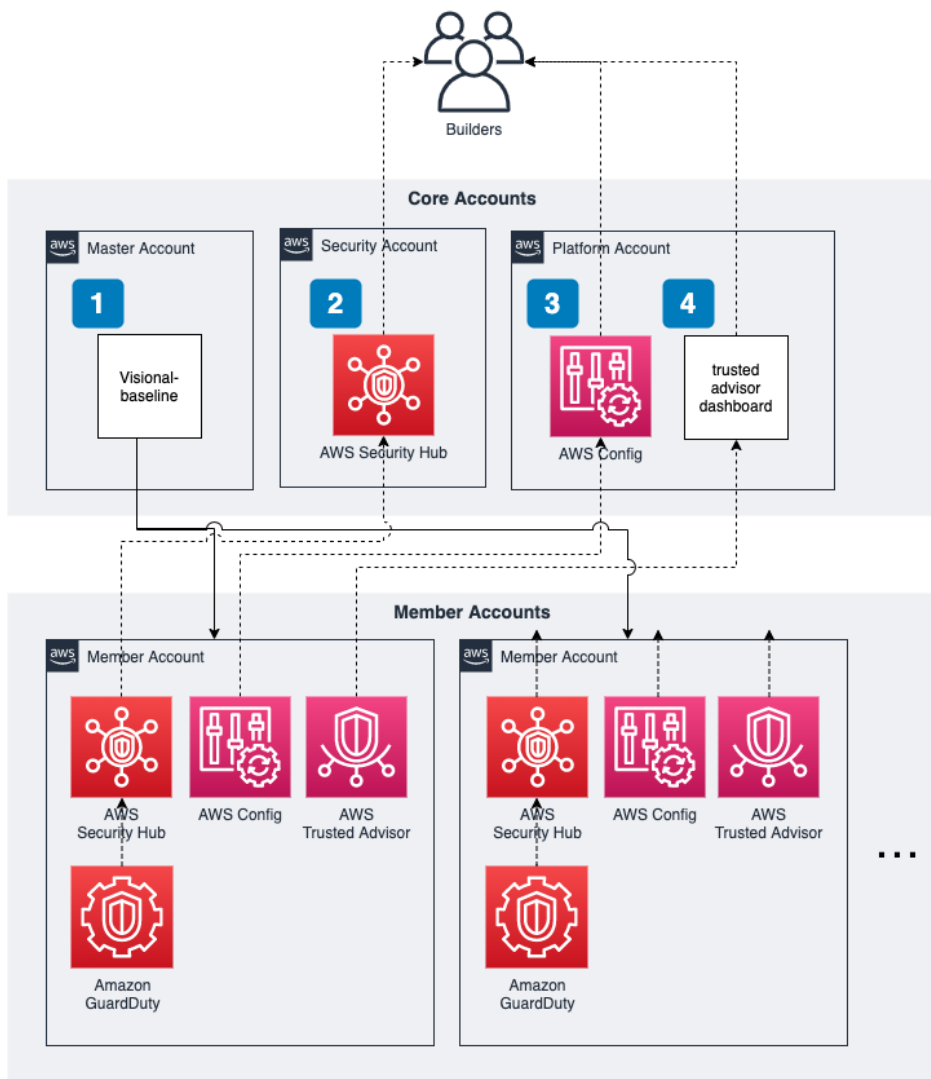 Builders
Core Accounts
aws
Master Account
aws
Security Account
aws
Platform Account
1
2
3
4
Visional-
baseline
trusted
advisor
dashboard
AWS Security Hub
AWS Config
Member Accounts
aws
Member Account
aws
Member Account
AWS
Security Hub
AWS Config
AWS
Trusted Advisor
AWS
Security Hub
AWS Config
AWS
Trusted Advisor
...
Amazon
GuardDuty
Amazon
GuardDuty